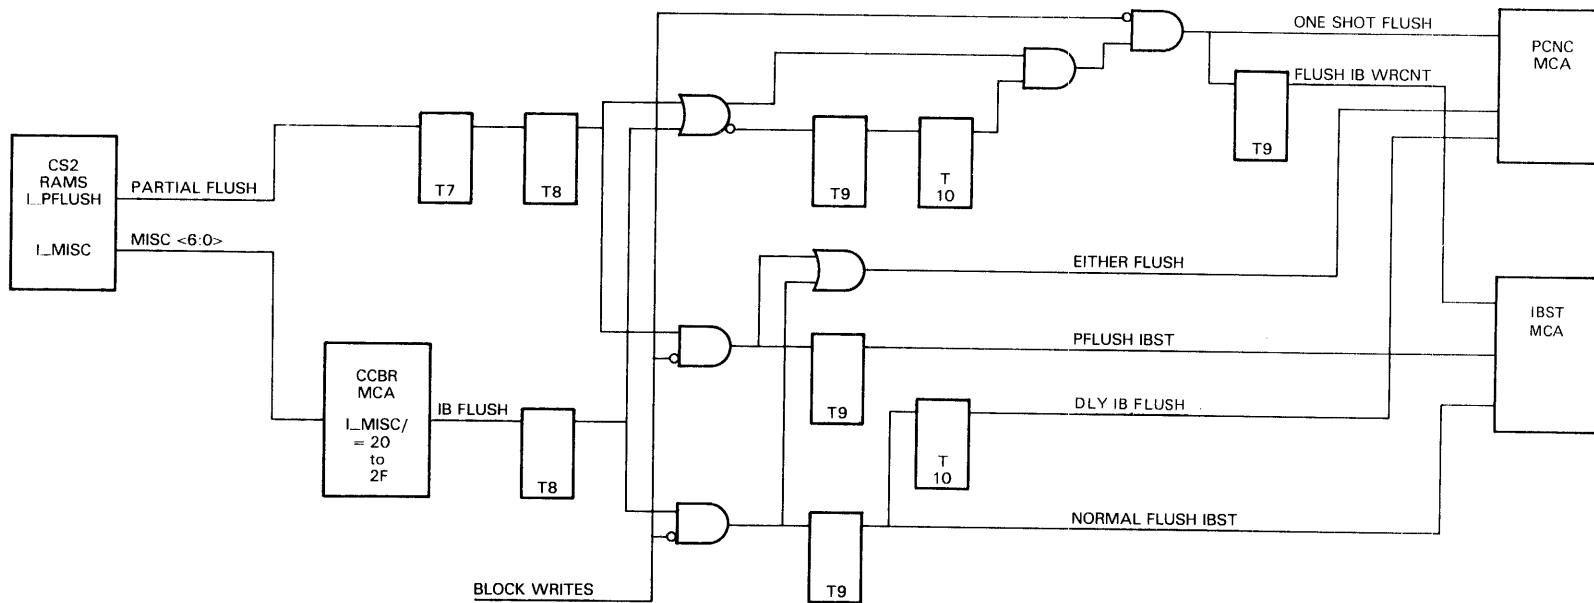 ONE SHOT FLUSH
PCNC
MCA
FLUSH IB WRCNT
T9
CS2
RAMS
I_PFLUSH
I_MISC
PARTIAL FLUSH
MISC <6:0>
T7
T8
T9
T
10
EITHER FLUSH
IBST
MCA
PFLUSH IBST
T9
CCBR
MCA
I_MISC/
= 20
to
2F
IB FLUSH
T8
DLY IB FLUSH
T
10
NORMAL FLUSH IBST
T9
BLOCK WRITES